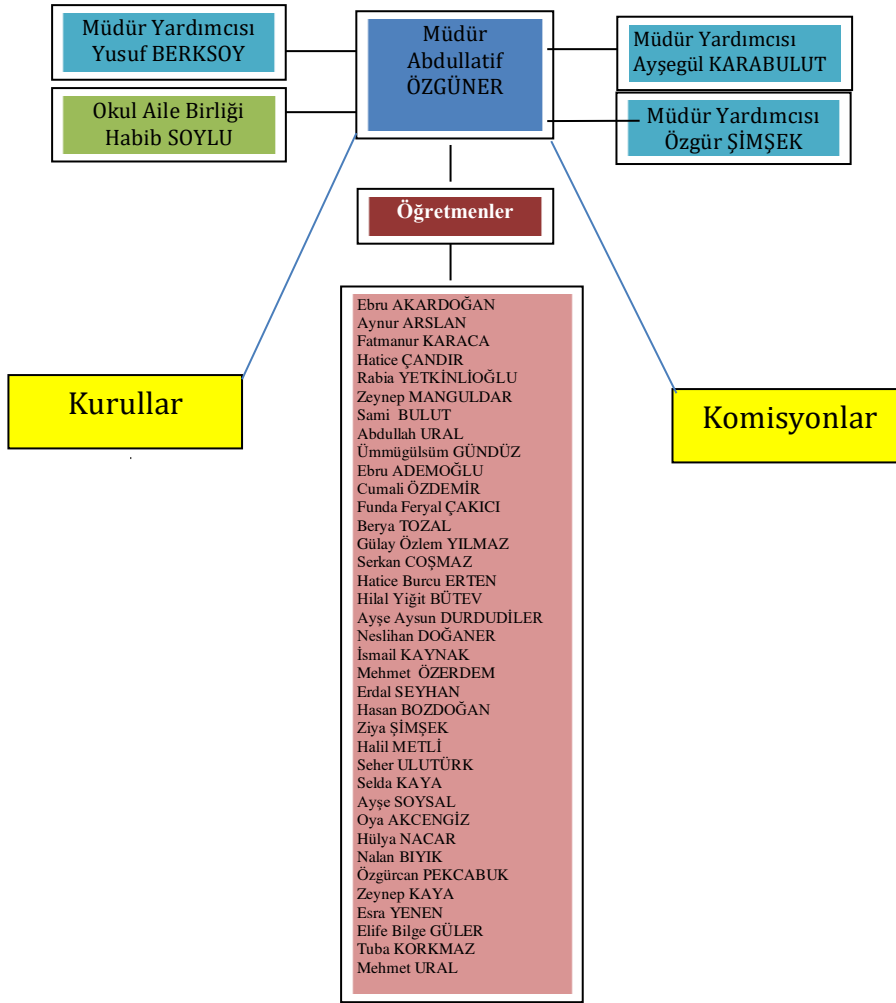 Müdür Yardımcısı
Yusuf BERKSOY
Okul Aile Birliği
Habib SOYLU
Müdür
Abdullatif
ÖZGÜNER
Müdür Yardımcısı
Ayşegül KARABULUT
Müdür Yardımcısı
Özgür ŞİMŞEK
Öğretmenler
Kurullar
.
Komisyonlar
Ebru AKARDOĞAN
Aynur ARSLAN
Fatmanur KARACA
Hatice ÇANDIR
Rabia YETKİNLİOĞLU
Zeynep MANGULDAR
Sami  BULUT
Abdullah URAL
Ümmügülsüm GÜNDÜZ
Ebru ADEMOĞLU
Cumali ÖZDEMİR
Funda Feryal ÇAKICI
Berya TOZAL
Gülay Özlem YILMAZ
Serkan COŞMAZ
Hatice Burcu ERTEN
Hilal Yiğit BÜTEV
Ayşe Aysun DURDUDİLER
Neslihan DOĞANER
İsmail KAYNAK
Mehmet  ÖZERDEM
Erdal SEYHAN
Hasan BOZDOĞAN
Ziya ŞİMŞEK
Halil METLİ
Seher ULUTÜRK
Selda KAYA
Ayşe SOYSAL
Oya AKCENGİZ
Hülya NACAR
Nalan BIYIK
Özgürcan PEKCABUK
Zeynep KAYA
Esra YENEN
Elife Bilge GÜLER
Tuba KORKMAZ
Mehmet URAL